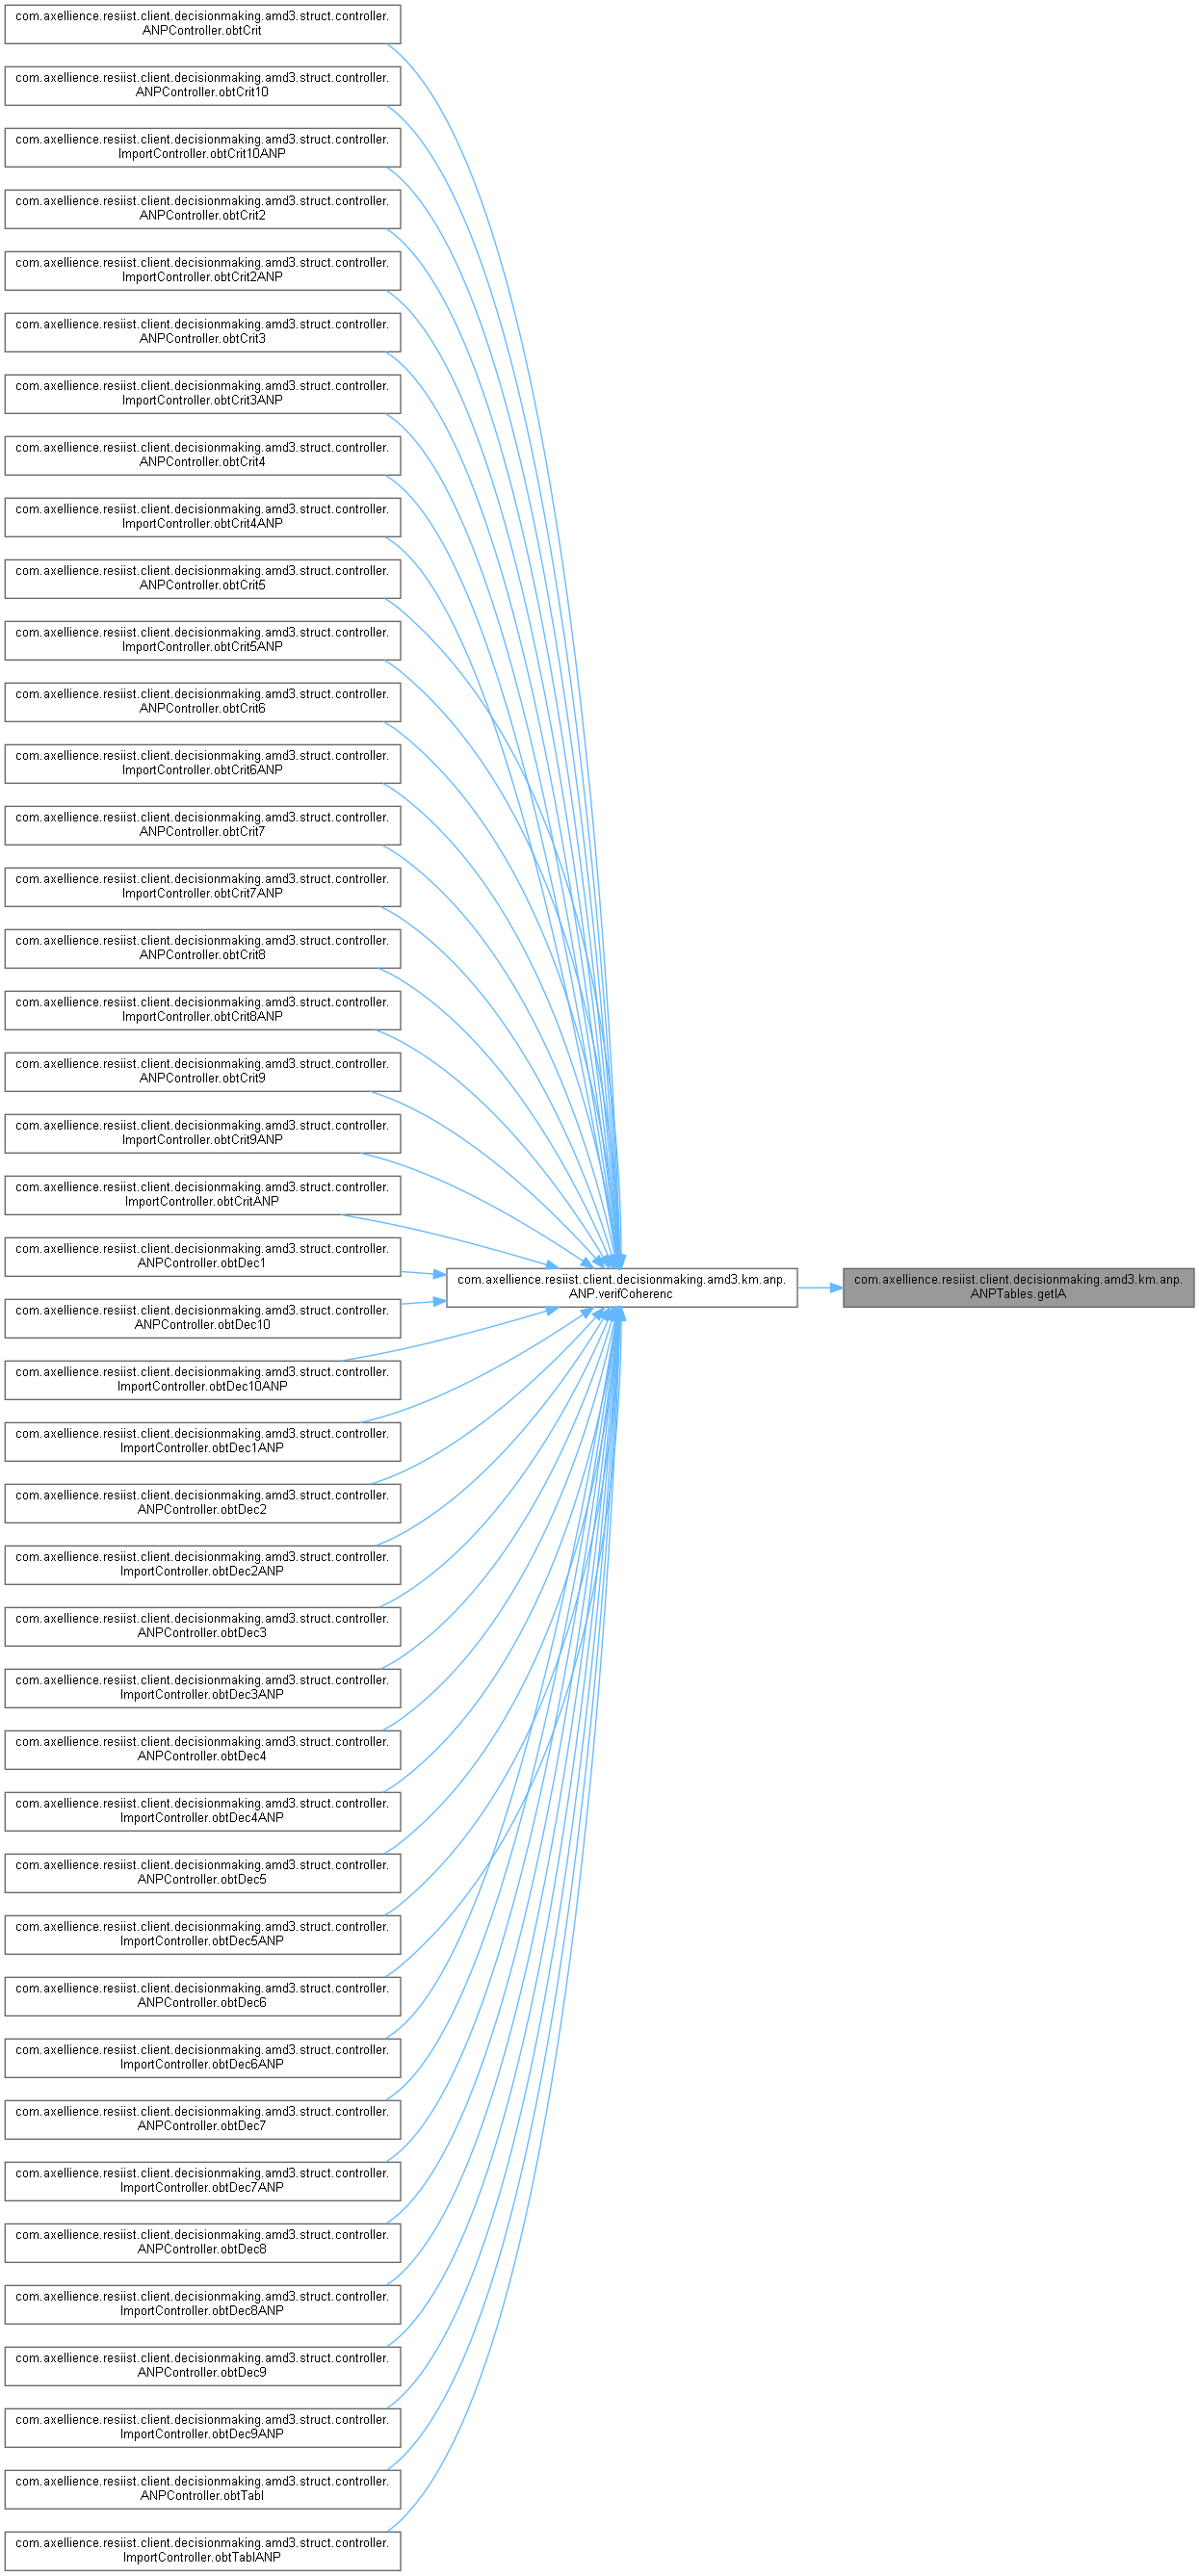 com.axellience.resiist.client.decisionmaking.amd3.struct.controller.
ANPController.obtCrit
com.axellience.resiist.client.decisionmaking.amd3.struct.controller.
ANPController.obtCrit10
com.axellience.resiist.client.decisionmaking.amd3.struct.controller.
ImportController.obtCrit10ANP
com.axellience.resiist.client.decisionmaking.amd3.struct.controller.
ANPController.obtCrit2
com.axellience.resiist.client.decisionmaking.amd3.struct.controller.
ImportController.obtCrit2ANP
com.axellience.resiist.client.decisionmaking.amd3.struct.controller.
ANPController.obtCrit3
com.axellience.resiist.client.decisionmaking.amd3.struct.controller.
ImportController.obtCrit3ANP
com.axellience.resiist.client.decisionmaking.amd3.struct.controller.
ANPController.obtCrit4
com.axellience.resiist.client.decisionmaking.amd3.struct.controller.
ImportController.obtCrit4ANP
com.axellience.resiist.client.decisionmaking.amd3.struct.controller.
ANPController.obtCrit5
com.axellience.resiist.client.decisionmaking.amd3.struct.controller.
ImportController.obtCrit5ANP
com.axellience.resiist.client.decisionmaking.amd3.struct.controller.
ANPController.obtCrit6
com.axellience.resiist.client.decisionmaking.amd3.struct.controller.
ImportController.obtCrit6ANP
com.axellience.resiist.client.decisionmaking.amd3.struct.controller.
ANPController.obtCrit7
com.axellience.resiist.client.decisionmaking.amd3.struct.controller.
ImportController.obtCrit7ANP
com.axellience.resiist.client.decisionmaking.amd3.struct.controller.
ANPController.obtCrit8
com.axellience.resiist.client.decisionmaking.amd3.struct.controller.
ImportController.obtCrit8ANP
com.axellience.resiist.client.decisionmaking.amd3.struct.controller.
ANPController.obtCrit9
com.axellience.resiist.client.decisionmaking.amd3.struct.controller.
ImportController.obtCrit9ANP
com.axellience.resiist.client.decisionmaking.amd3.struct.controller.
ImportController.obtCritANP
com.axellience.resiist.client.decisionmaking.amd3.struct.controller.
ANPController.obtDec1
com.axellience.resiist.client.decisionmaking.amd3.struct.controller.
ANPController.obtDec10
com.axellience.resiist.client.decisionmaking.amd3.struct.controller.
ImportController.obtDec10ANP
com.axellience.resiist.client.decisionmaking.amd3.struct.controller.
ImportController.obtDec1ANP
com.axellience.resiist.client.decisionmaking.amd3.struct.controller.
ANPController.obtDec2
com.axellience.resiist.client.decisionmaking.amd3.struct.controller.
ImportController.obtDec2ANP
com.axellience.resiist.client.decisionmaking.amd3.struct.controller.
ANPController.obtDec3
com.axellience.resiist.client.decisionmaking.amd3.struct.controller.
ImportController.obtDec3ANP
com.axellience.resiist.client.decisionmaking.amd3.struct.controller.
ANPController.obtDec4
com.axellience.resiist.client.decisionmaking.amd3.struct.controller.
ImportController.obtDec4ANP
com.axellience.resiist.client.decisionmaking.amd3.struct.controller.
ANPController.obtDec5
com.axellience.resiist.client.decisionmaking.amd3.struct.controller.
ImportController.obtDec5ANP
com.axellience.resiist.client.decisionmaking.amd3.struct.controller.
ANPController.obtDec6
com.axellience.resiist.client.decisionmaking.amd3.struct.controller.
ImportController.obtDec6ANP
com.axellience.resiist.client.decisionmaking.amd3.struct.controller.
ANPController.obtDec7
com.axellience.resiist.client.decisionmaking.amd3.struct.controller.
ImportController.obtDec7ANP
com.axellience.resiist.client.decisionmaking.amd3.struct.controller.
ANPController.obtDec8
com.axellience.resiist.client.decisionmaking.amd3.struct.controller.
ImportController.obtDec8ANP
com.axellience.resiist.client.decisionmaking.amd3.struct.controller.
ANPController.obtDec9
com.axellience.resiist.client.decisionmaking.amd3.struct.controller.
ImportController.obtDec9ANP
com.axellience.resiist.client.decisionmaking.amd3.struct.controller.
ANPController.obtTabl
com.axellience.resiist.client.decisionmaking.amd3.struct.controller.
ImportController.obtTablANP
com.axellience.resiist.client.decisionmaking.amd3.km.anp.
ANP.verifCoherenc
com.axellience.resiist.client.decisionmaking.amd3.km.anp.
ANPTables.getIA